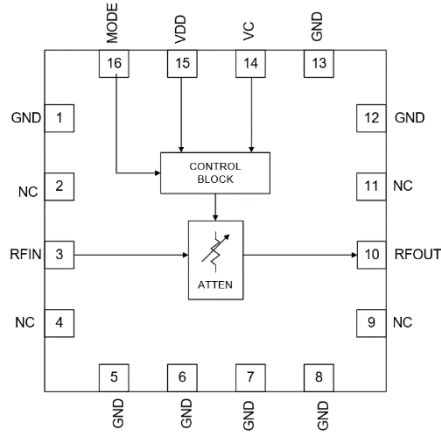 MODE VDD VC GND
16 15 14 13
GND 1 12 GND
CONTROL
BLOCK
NC 2 11 NC
RFIN 3 10 RFOUT
ATTEN
NC 4 9 NC
5 6 7 8
GND GND GND GND